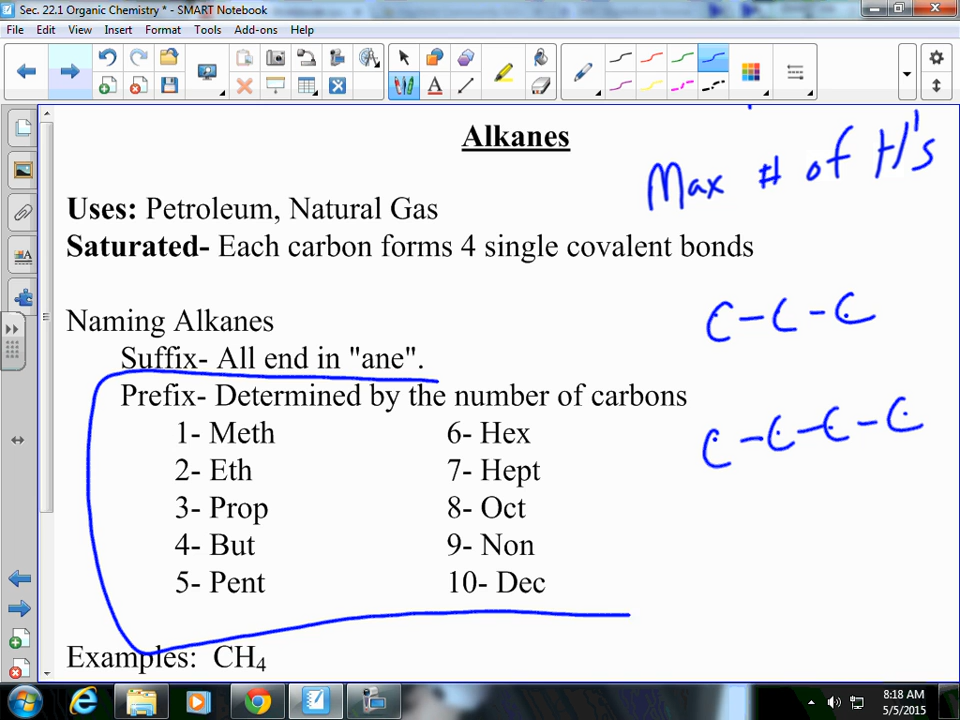 Sec. 22.1 Organic Chemistry * - SMART Notebook
File Edit View Insert Format Tools Add-ons Help
Alkanes
Max # of H's
Uses: Petroleum, Natural Gas
Saturated- Each carbon forms 4 single covalent bonds
C-C-C
Naming Alkanes
Suffix- All end in "ane".
Prefix- Determined by the number of carbons
C-C-C-C
1- Meth 6- Hex
2- Eth 7- Hept
3- Prop 8- Oct
4- But 9- Non
5- Pent 10- Dec
Examples: CH₄
8:18 AM
5/5/2015